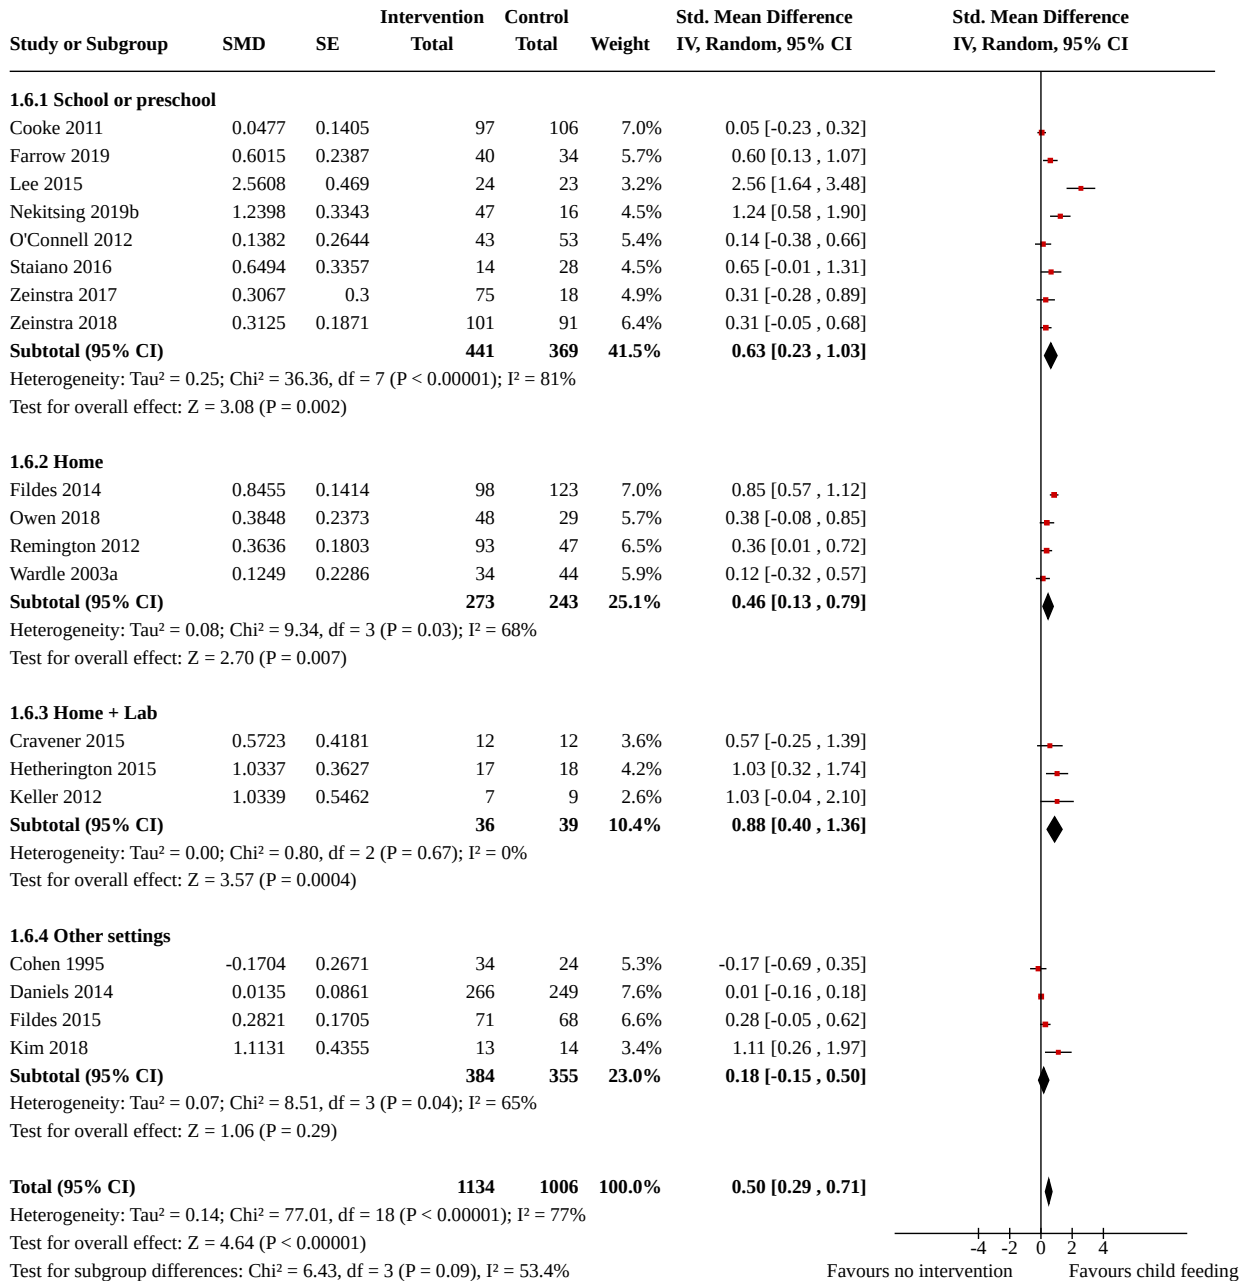 Intervention Control Std. Mean Difference Std. Mean Difference
Study or Subgroup SMD SE Total Total Weight IV, Random, 95% CI IV, Random, 95% CI
1.6.1 School or preschool
Cooke 2011 0.0477 0.1405 97 106 7.0% 0.05 [-0.23 , 0.32]
Farrow 2019 0.6015 0.2387 40 34 5.7% 0.60 [0.13 , 1.07]
Lee 2015 2.5608 0.469 24 23 3.2% 2.56 [1.64 , 3.48]
Nekitsing 2019b 1.2398 0.3343 47 16 4.5% 1.24 [0.58 , 1.90]
O'Connell 2012 0.1382 0.2644 43 53 5.4% 0.14 [-0.38 , 0.66]
Staiano 2016 0.6494 0.3357 14 28 4.5% 0.65 [-0.01 , 1.31]
Zeinstra 2017 0.3067 0.3 75 18 4.9% 0.31 [-0.28 , 0.89]
Zeinstra 2018 0.3125 0.1871 101 91 6.4% 0.31 [-0.05 , 0.68]
Subtotal (95% CI) 441 369 41.5% 0.63 [0.23 , 1.03]
Heterogeneity: Tau² = 0.25; Chi² = 36.36, df = 7 (P < 0.00001); I² = 81%
Test for overall effect: Z = 3.08 (P = 0.002)
1.6.2 Home
Fildes 2014 0.8455 0.1414 98 123 7.0% 0.85 [0.57 , 1.12]
Owen 2018 0.3848 0.2373 48 29 5.7% 0.38 [-0.08 , 0.85]
Remington 2012 0.3636 0.1803 93 47 6.5% 0.36 [0.01 , 0.72]
Wardle 2003a 0.1249 0.2286 34 44 5.9% 0.12 [-0.32 , 0.57]
Subtotal (95% CI) 273 243 25.1% 0.46 [0.13 , 0.79]
Heterogeneity: Tau² = 0.08; Chi² = 9.34, df = 3 (P = 0.03); I² = 68%
Test for overall effect: Z = 2.70 (P = 0.007)
1.6.3 Home + Lab
Cravener 2015 0.5723 0.4181 12 12 3.6% 0.57 [-0.25 , 1.39]
Hetherington 2015 1.0337 0.3627 17 18 4.2% 1.03 [0.32 , 1.74]
Keller 2012 1.0339 0.5462 7 9 2.6% 1.03 [-0.04 , 2.10]
Subtotal (95% CI) 36 39 10.4% 0.88 [0.40 , 1.36]
Heterogeneity: Tau² = 0.00; Chi² = 0.80, df = 2 (P = 0.67); I² = 0%
Test for overall effect: Z = 3.57 (P = 0.0004)
1.6.4 Other settings
Cohen 1995 -0.1704 0.2671 34 24 5.3% -0.17 [-0.69 , 0.35]
Daniels 2014 0.0135 0.0861 266 249 7.6% 0.01 [-0.16 , 0.18]
Fildes 2015 0.2821 0.1705 71 68 6.6% 0.28 [-0.05 , 0.62]
Kim 2018 1.1131 0.4355 13 14 3.4% 1.11 [0.26 , 1.97]
Subtotal (95% CI) 384 355 23.0% 0.18 [-0.15 , 0.50]
Heterogeneity: Tau² = 0.07; Chi² = 8.51, df = 3 (P = 0.04); I² = 65%
Test for overall effect: Z = 1.06 (P = 0.29)
Total (95% CI) 1134 1006 100.0% 0.50 [0.29 , 0.71]
Heterogeneity: Tau² = 0.14; Chi² = 77.01, df = 18 (P < 0.00001); I² = 77%
Test for overall effect: Z = 4.64 (P < 0.00001) -4 -2 0 2 4
Test for subgroup differences: Chi² = 6.43, df = 3 (P = 0.09), I² = 53.4% Favours no intervention Favours child feeding